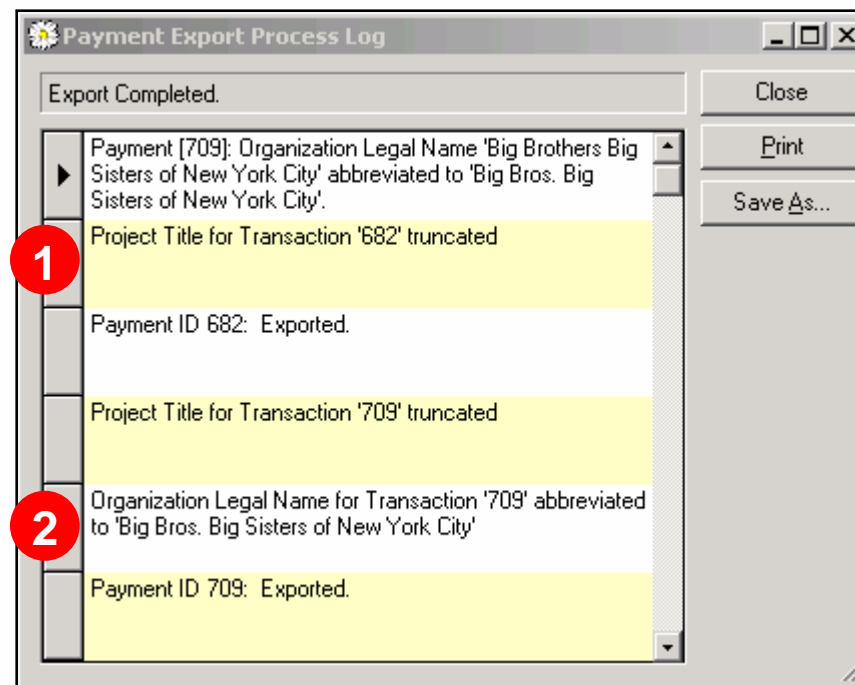 Payment Export Process Log
Export Completed.
Close
Print
Save As...
Payment [709]: Organization Legal Name 'Big Brothers Big
Sisters of New York City' abbreviated to 'Big Bros. Big
Sisters of New York City'.
1
Project Title for Transaction '682' truncated
Payment ID 682:  Exported.
Project Title for Transaction '709' truncated
2
Organization Legal Name for Transaction '709' abbreviated
to 'Big Bros. Big Sisters of New York City'
Payment ID 709:  Exported.